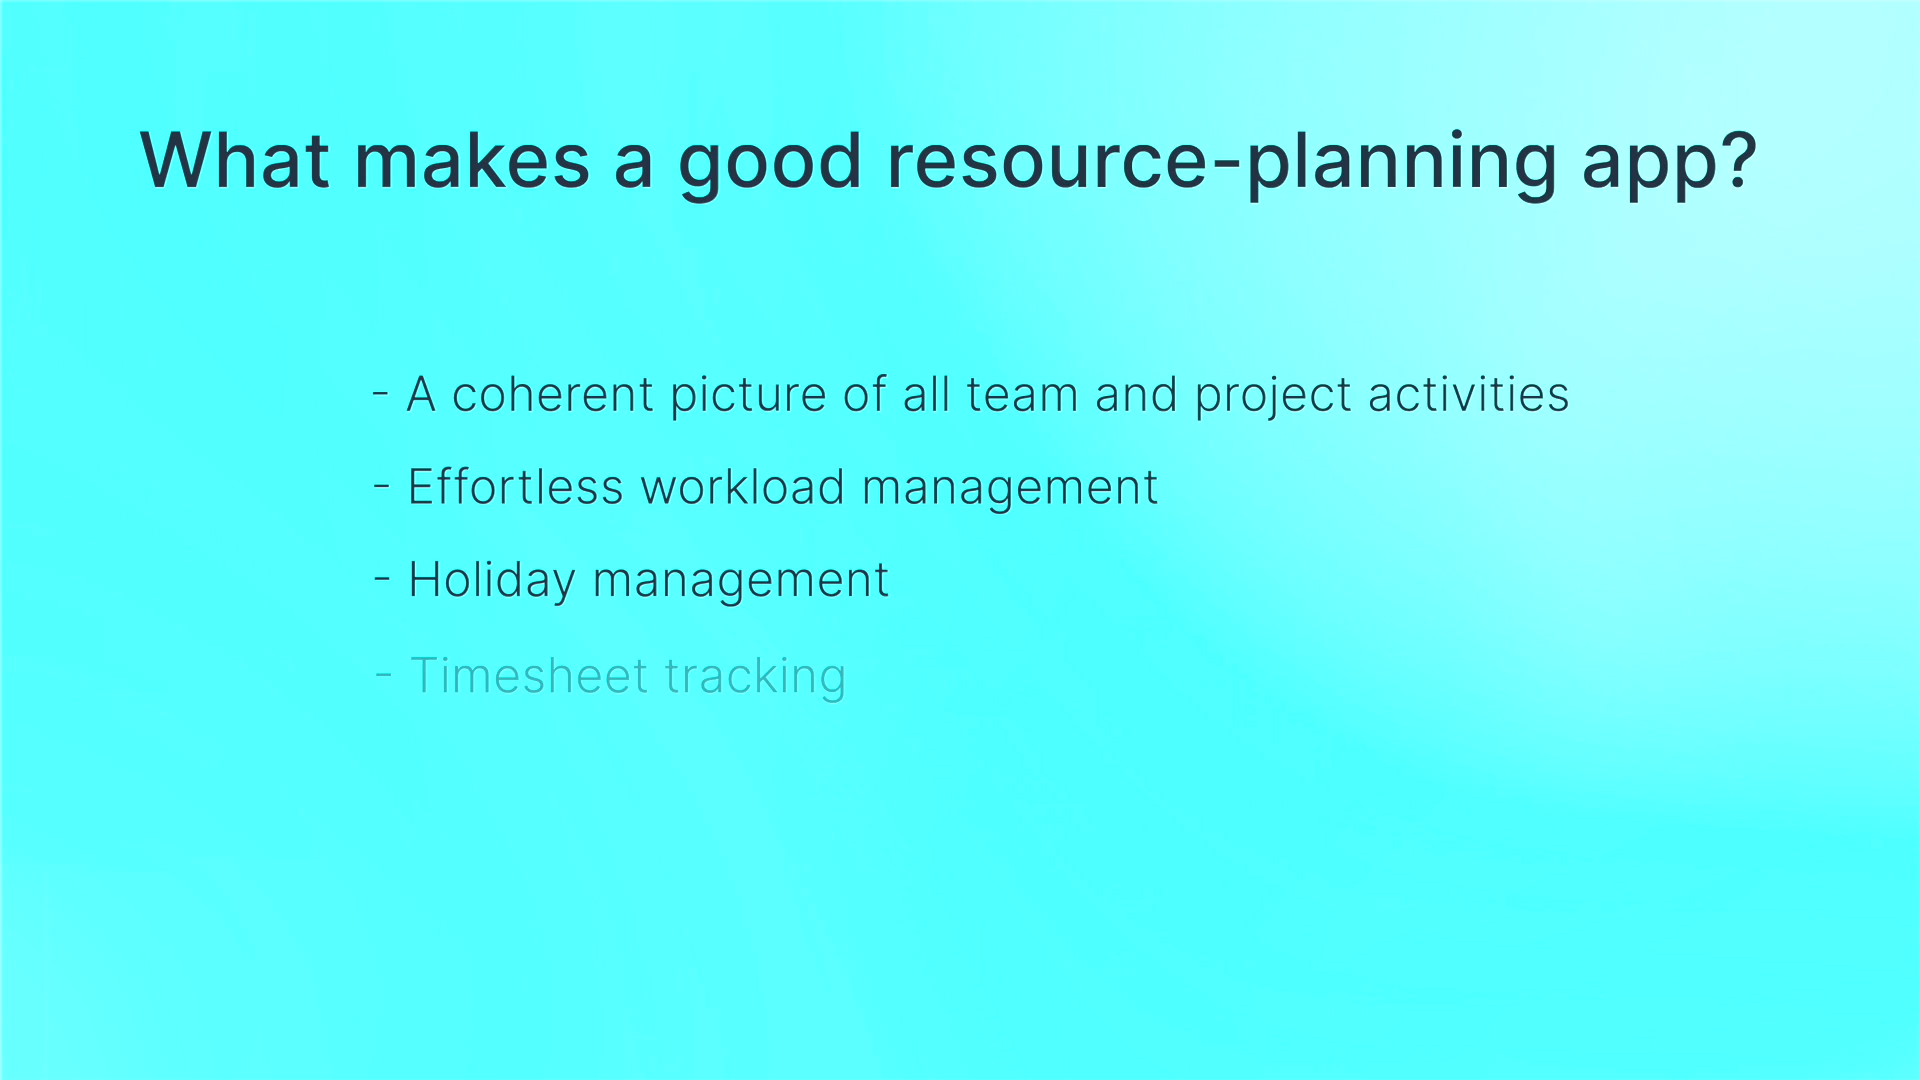 What makes a good resource-planning app?
- A coherent picture of all team and project activities
- Effortless workload management
- Holiday management
- Timesheet tracking